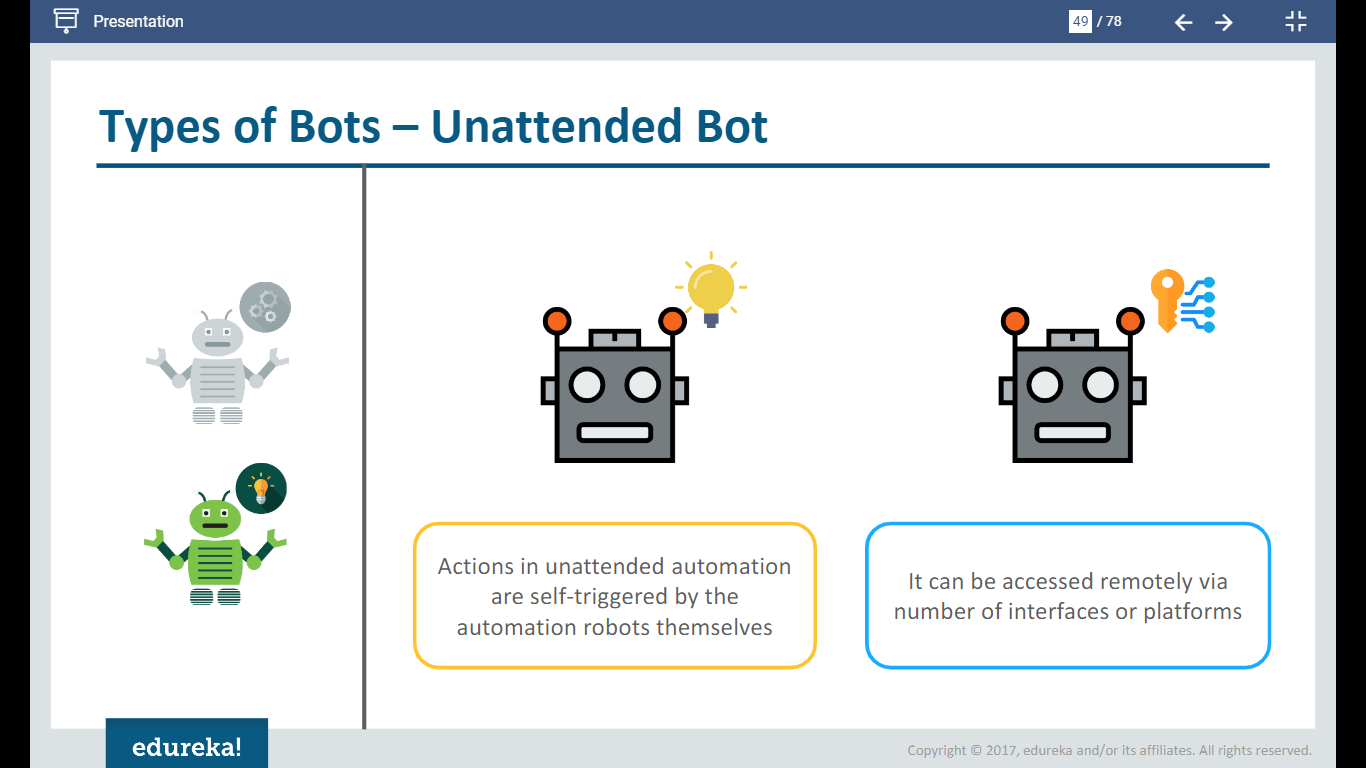 Presentation
49 / 78
Types of Bots – Unattended Bot
Actions in unattended automation
are self-triggered by the
automation robots themselves
It can be accessed remotely via
number of interfaces or platforms
edureka!
Copyright © 2017, edureka and/or its affiliates. All rights reserved.